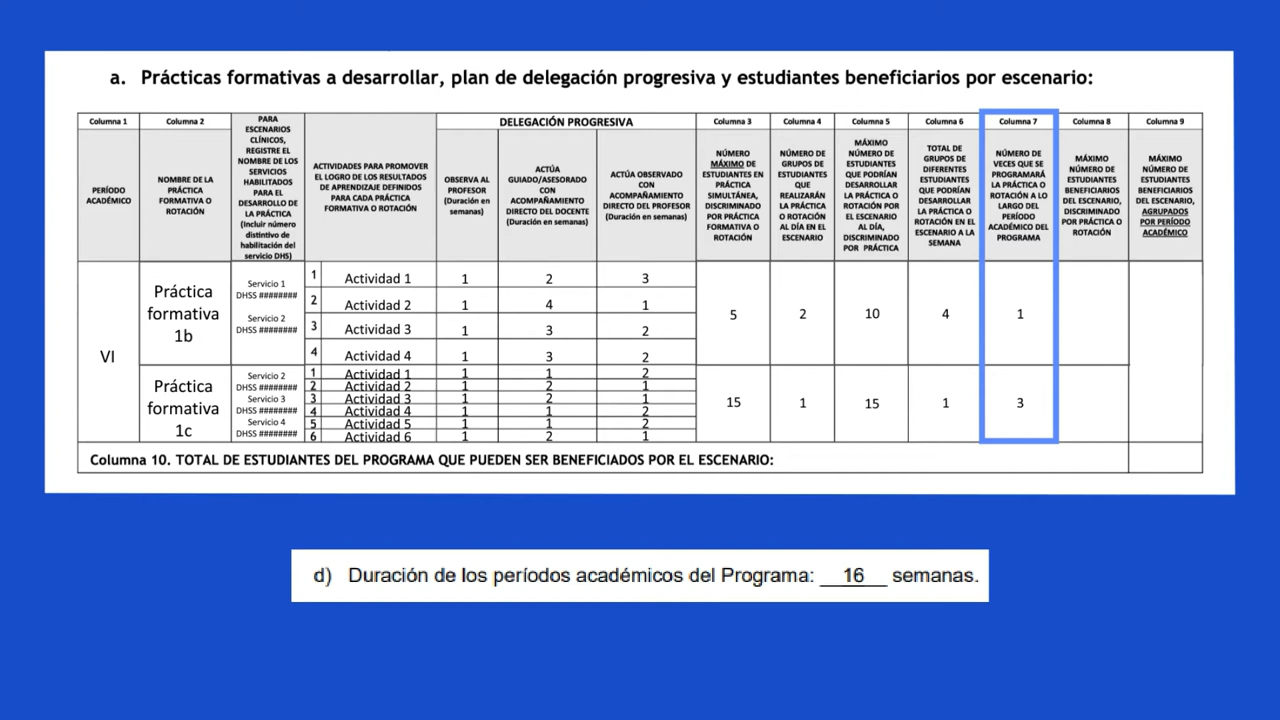 a. Prácticas formativas a desarrollar, plan de delegación progresiva y estudiantes beneficiarios por escenario:
Columna 1
Columna 2
PARA
ESCENARIOS
CLÍNICOS,
REGISTRE EL
NOMBRE DE LOS
SERVICIOS
HABILITADOS
PARA EL
DESARROLLO DE
LA PRÁCTICA
(Incluir número
distintivo de
habilitación del
servicio DHS)
ACTIVIDADES PARA PROMOVER
EL LOGRO DE LOS RESULTADOS
DE APRENDIZAJE DEFINIDOS
PARA CADA PRÁCTICA
FORMATIVA O ROTACIÓN
DELEGACIÓN PROGRESIVA
Columna 3
Columna 4
Columna 5
Columna 6
Columna 7
Columna 8
Columna 9
PERÍODO
ACADÉMICO
NOMBRE DE LA
PRÁCTICA
FORMATIVA O
ROTACIÓN
OBSERVA AL
PROFESOR
(Duración en
semanas)
ACTÚA
GUIADO/ASESORADO
CON
ACOMPAÑAMIENTO
DIRECTO DEL DOCENTE
(Duración en semanas)
ACTÚA OBSERVADO
CON
ACOMPAÑAMIENTO
DIRECTO DEL PROFESOR
(Duración en semanas)
NÚMERO
MÁXIMO DE
ESTUDIANTES EN
PRÁCTICA
SIMULTÁNEA,
DISCRIMINADO
POR PRÁCTICA
FORMATIVA O
ROTACIÓN
NÚMERO DE
GRUPOS DE
ESTUDIANTES
QUE
REALIZARÁN LA
PRÁCTICA
O ROTACIÓN
AL DÍA EN EL
ESCENARIO
MÁXIMO
NÚMERO DE
ESTUDIANTES
QUE PODRÍAN
DESARROLLAR
LA PRÁCTICA O
ROTACIÓN POR
EL ESCENARIO
AL DÍA,
DISCRIMINADO
POR PRÁCTICA
TOTAL DE
GRUPOS DE
DIFERENTES
ESTUDIANTES
QUE PODRÍAN
DESARROLLAR
LA PRÁCTICA O
ROTACIÓN EN EL
ESCENARIO A LA
SEMANA
NÚMERO DE
VECES QUE SE
PROGRAMARÁ
LA PRÁCTICA O
ROTACIÓN A LO
LARGO DEL
PERÍODO
ACADÉMICO DEL
PROGRAMA
MÁXIMO
NÚMERO DE
ESTUDIANTES
BENEFICIARIOS
DEL ESCENARIO,
DISCRIMINADO
POR PRÁCTICA O
ROTACIÓN
MÁXIMO
NÚMERO DE
ESTUDIANTES
BENEFICIARIOS
DEL ESCENARIO,
AGRUPADOS
POR PERÍODO
ACADÉMICO
VI
Práctica
formativa
1b
Servicio 1
DHSS ########
Servicio 2
DHSS ########
1 Actividad 1 1 2 3
2 Actividad 2 1 4 1
3 Actividad 3 1 3 2
4 Actividad 4 1 3 2
5 2 10 4 1
Práctica
formativa
1c
Servicio 2
DHSS ########
Servicio 3
DHSS ########
Servicio 4
DHSS ########
1 Actividad 1 1 1 2
2 Actividad 2 1 2 1
3 Actividad 3 1 2 1
4 Actividad 4 1 1 2
5 Actividad 5 1 1 2
6 Actividad 6 1 2 1
15 1 15 1 3
Columna 10. TOTAL DE ESTUDIANTES DEL PROGRAMA QUE PUEDEN SER BENEFICIADOS POR EL ESCENARIO:
d) Duración de los períodos académicos del Programa: __16__ semanas.